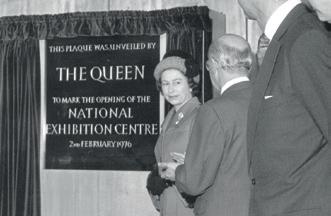 THIS PLAQUE WAS UNVEILED BY
THE QUEEN
TO MARK THE OPENING OF THE
NATIONAL
EXHIBITION CENTRE
2ND FEBRUARY 1976